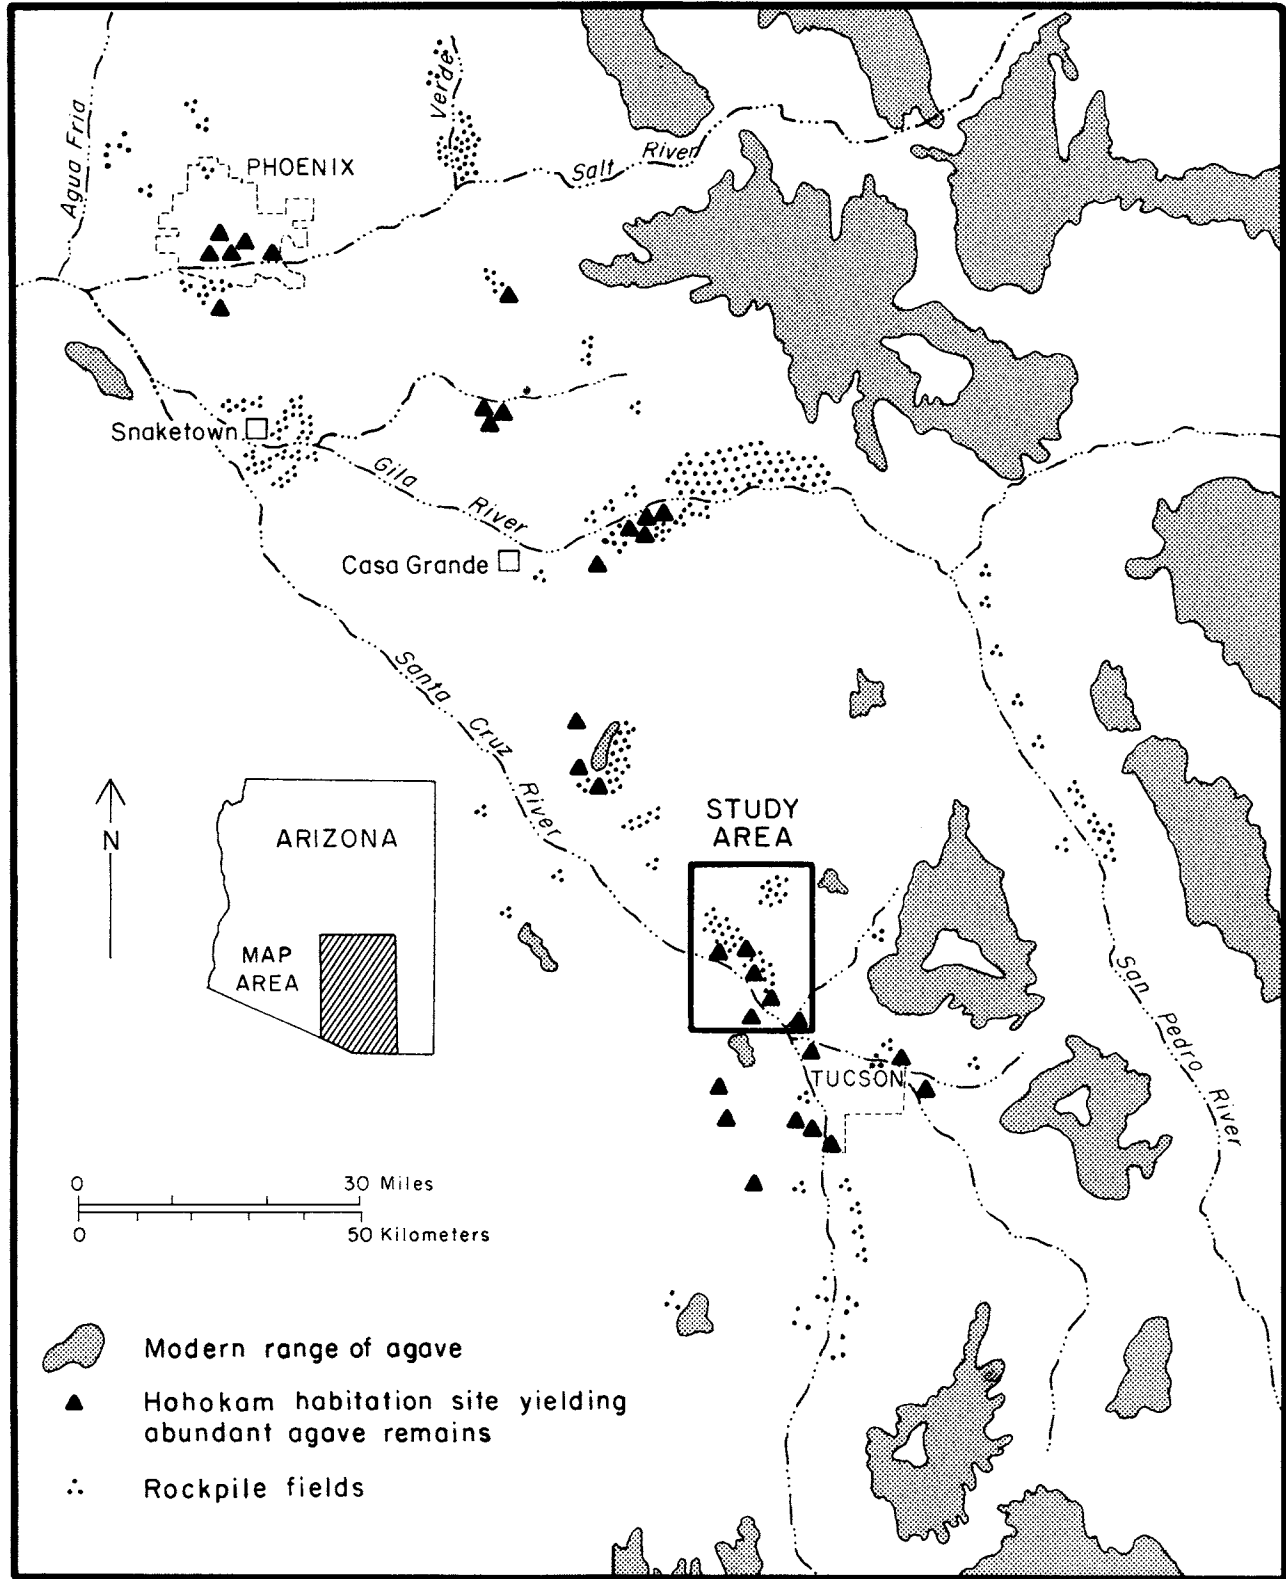 Agua Fria
Verde
PHOENIX
Salt River
Snaketown
Gila River
Casa Grande
Santa Cruz River
STUDY
AREA
N
ARIZONA
MAP
AREA
San Pedro River
TUCSON
0 30 Miles
0 50 Kilometers
Modern range of agave
Hohokam habitation site yielding
abundant agave remains
Rockpile fields